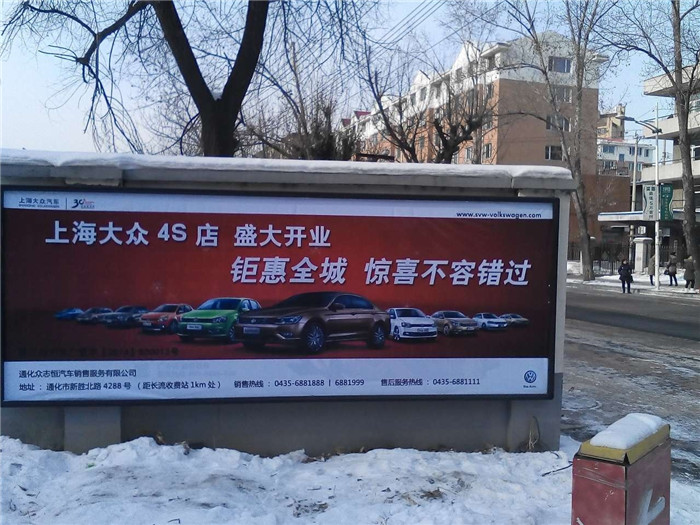 上海大众汽车
30
www.svw-volkswagen.com
上海大众 4S 店 盛大开业
钜惠全城 惊喜不容错过
通化众志恒汽车销售服务有限公司
地址 : 通化市新胜北路 4288 号 (距长流收费站 1km 处) 销售热线 : 0435-6881888 | 6881999 售后服务热线 : 0435-6881111